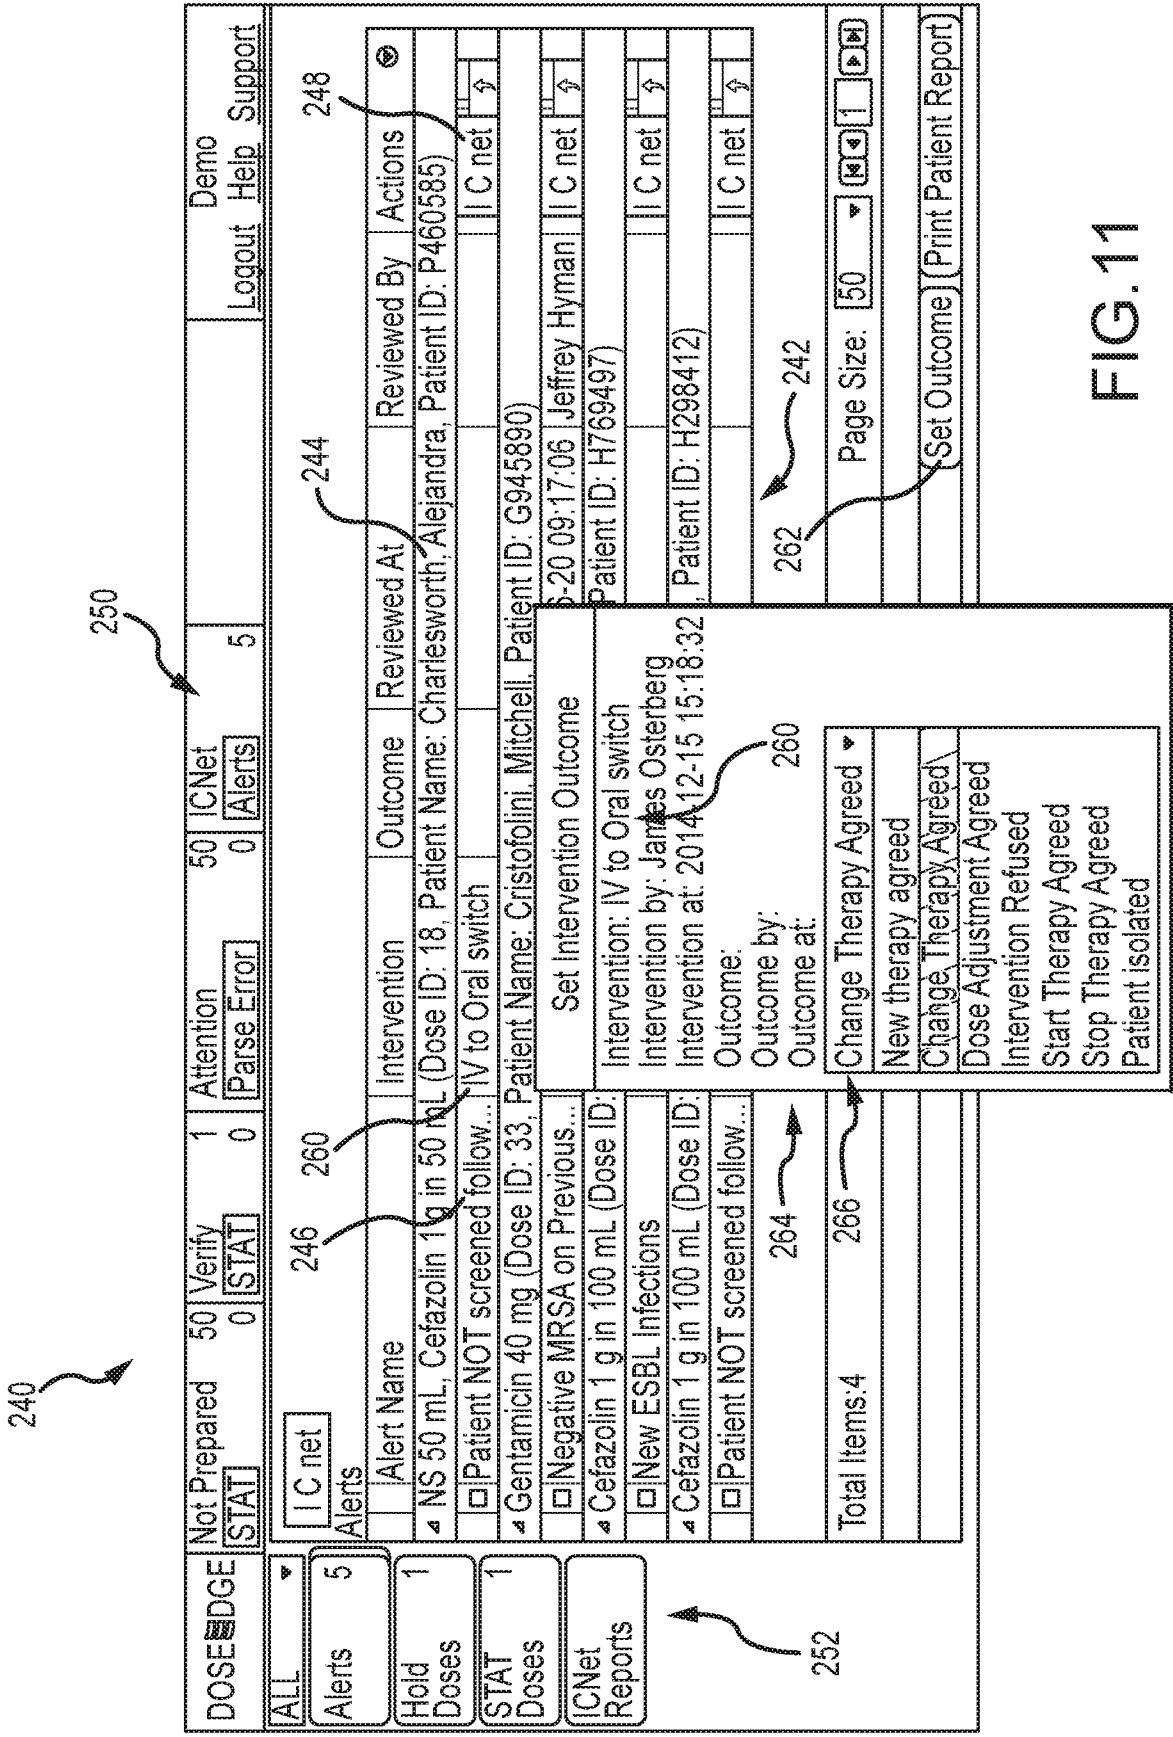 240
250
DOSEEDGE
Not Prepared 50
STAT 0
Verify 1
STAT 0
Attention 50
Parse Error 0
ICNet
Alerts 5
Demo
Logout Help Support
ALL
Alerts 5
Hold 1
Doses
STAT 1
Doses
ICNet
Reports
252
I C net
Alerts
246
260
244
248
Alert Name Intervention Outcome Reviewed At Reviewed By Actions
NS 50 mL, Cefazolin 1 g in 50 mL (Dose ID: 18, Patient Name: Charlesworth, Alejandra, Patient ID: P460585)
Patient NOT screened follow... IV to Oral switch I C net
Gentamicin 40 mg (Dose ID: 33, Patient Name: Cristofolini, Mitchell, Patient ID: G945890)
Negative MRSA on Previous... -20 09:17:06 Jeffrey Hyman I C net
Cefazolin 1 g in 100 mL (Dose ID: Patient ID: H769497)
New ESBL Infections I C net
Cefazolin 1 g in 100 mL (Dose ID: , Patient ID: H298412)
Patient NOT screened follow... I C net
242
264
266
262
Set Intervention Outcome
Intervention: IV to Oral switch
Intervention by: James Osterberg
Intervention at: 2014-12-15 15:18:32
Outcome:
Outcome by:
Outcome at:
260
Change Therapy Agreed
New therapy agreed
Change Therapy Agreed
Dose Adjustment Agreed
Intervention Refused
Start Therapy Agreed
Stop Therapy Agreed
Patient isolated
Total Items:4 Page Size: 50 1
Set Outcome Print Patient Report
FIG. 11